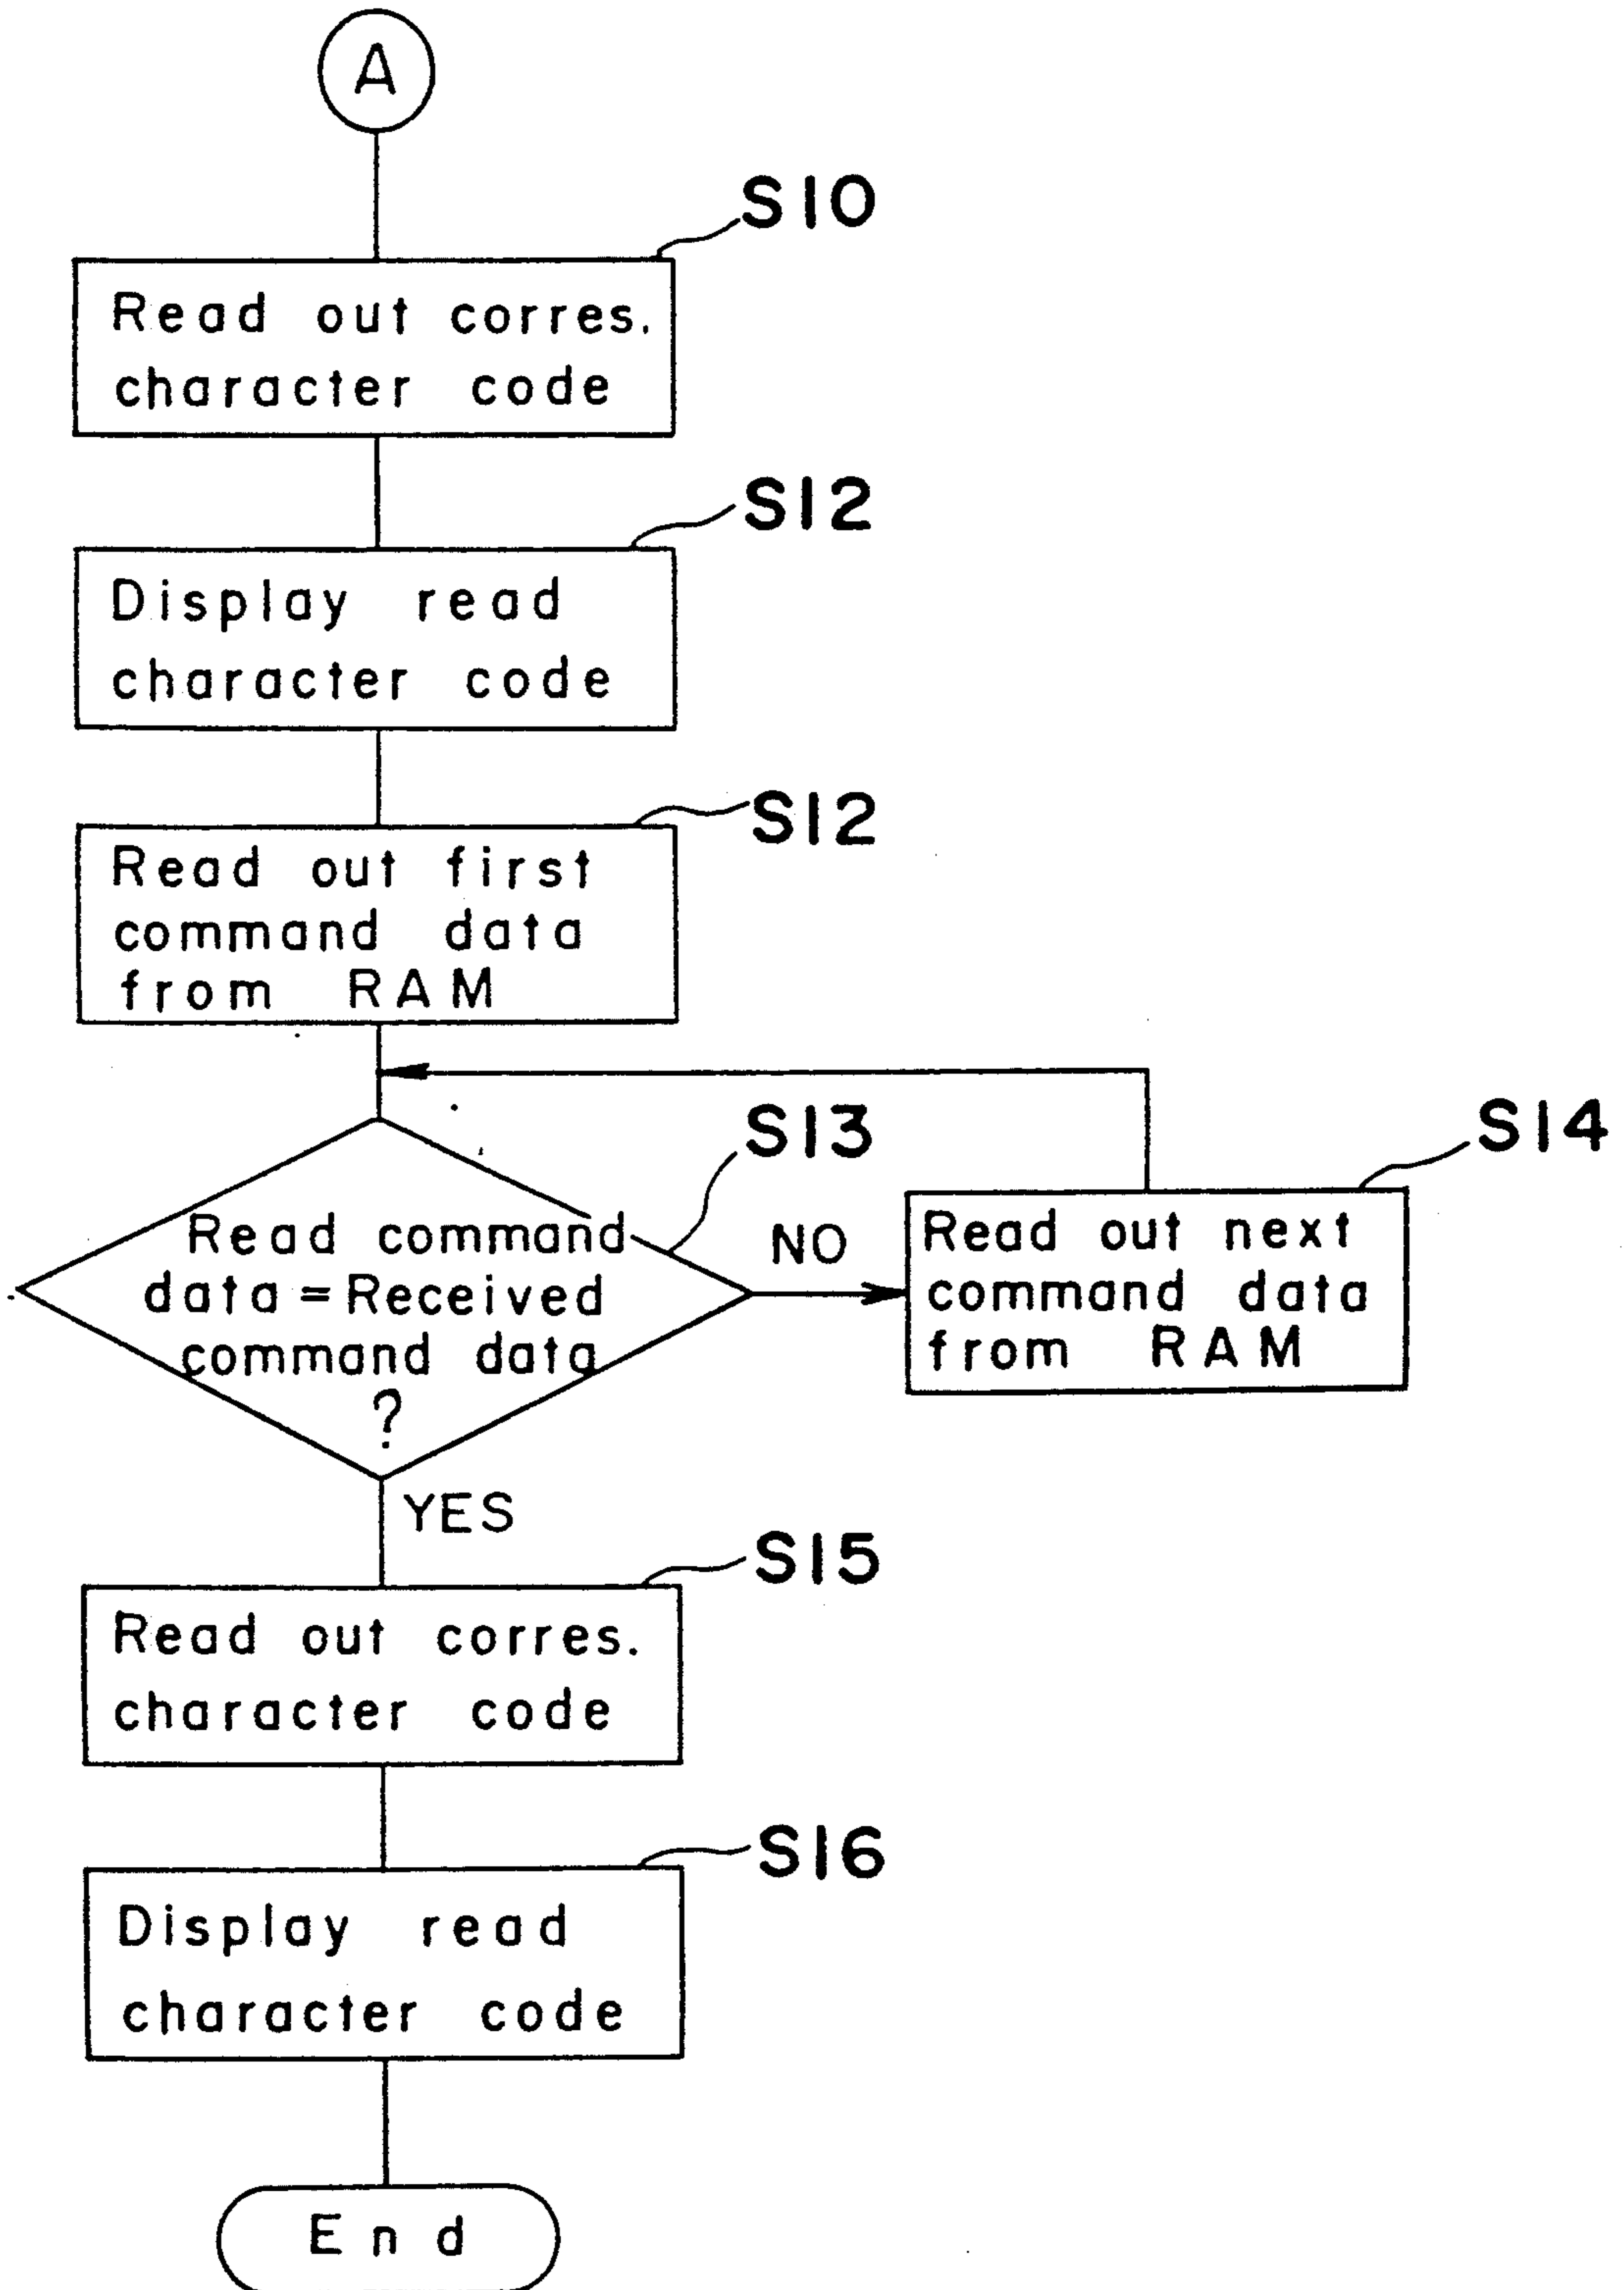 A
S10
Read out corres.
character code
S12
Display read
character code
S12
Read out first
command data
from RAM
S13
Read command
data = Received
command data
?
NO
S14
Read out next
command data
from RAM
YES
S15
Read out corres.
character code
S16
Display read
character code
End